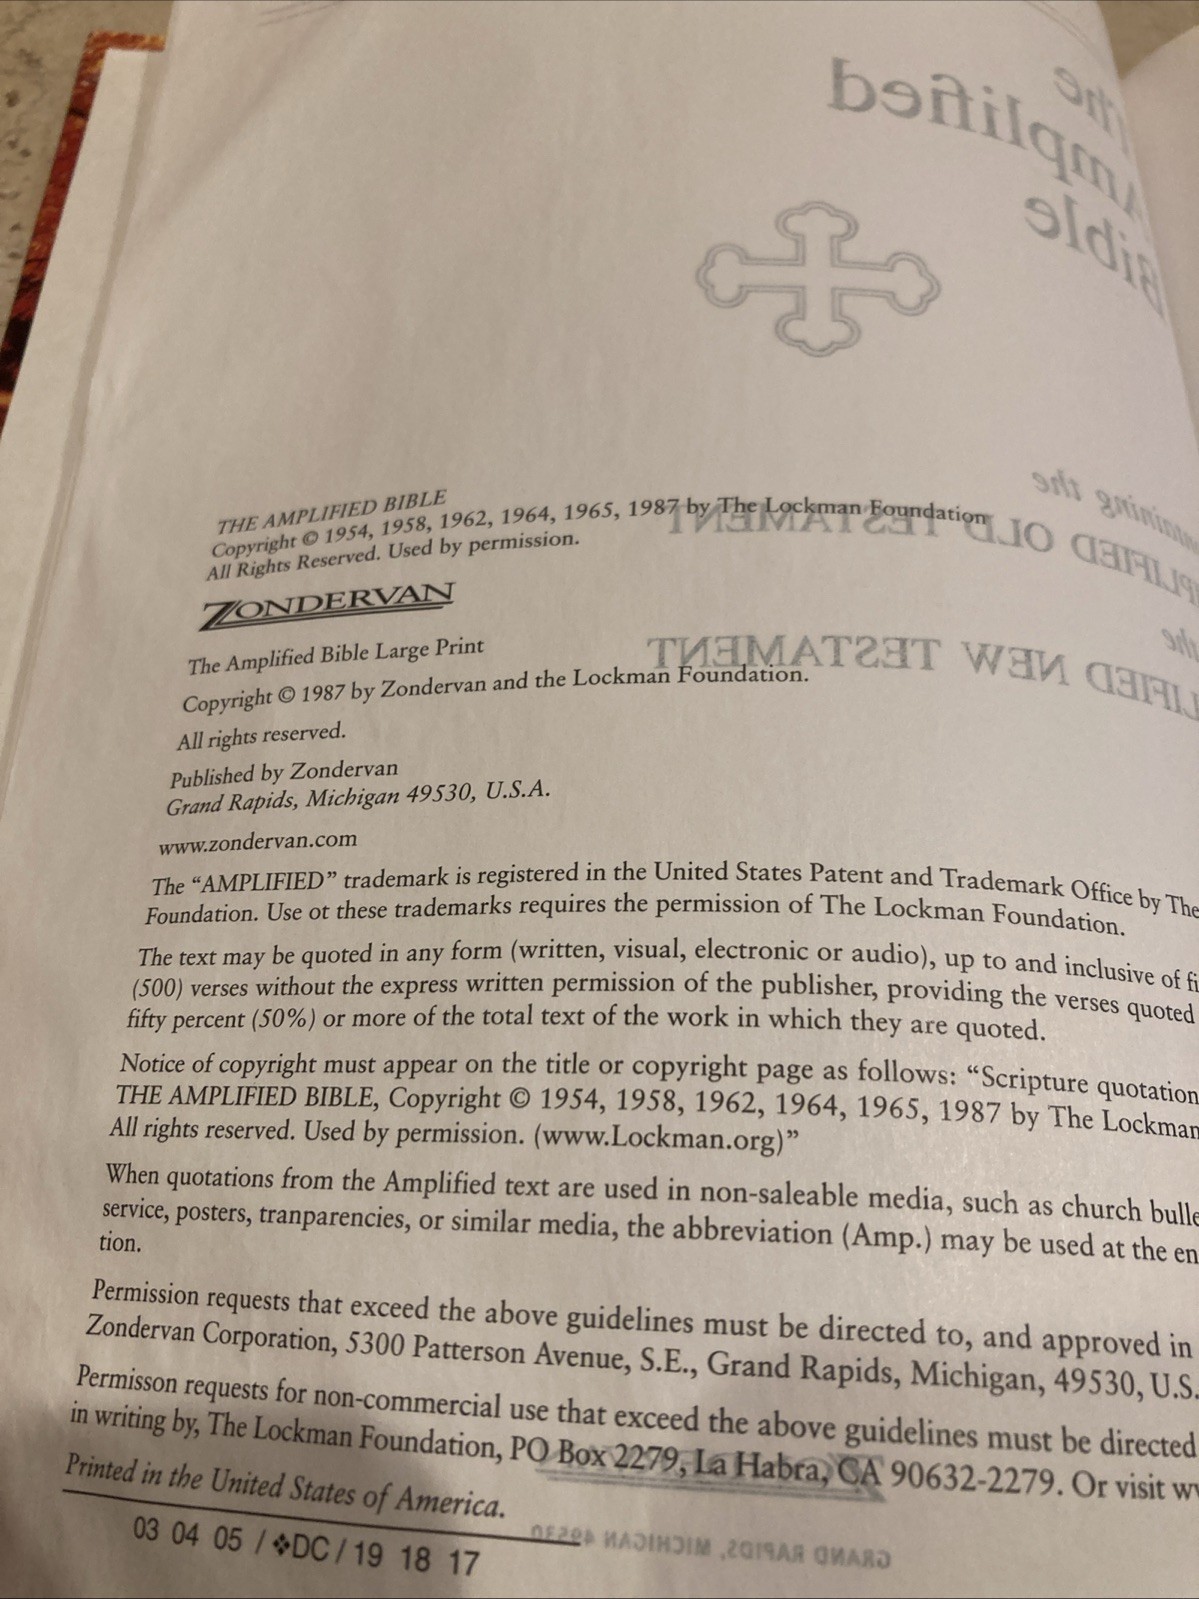 The
Amplified
Bible
THE AMPLIFIED BIBLE
Copyright © 1954, 1958, 1962, 1964, 1965, 1987 by The Lockman Foundation
All Rights Reserved. Used by permission.
ZONDERVAN
The Amplified Bible Large Print
Copyright © 1987 by Zondervan and the Lockman Foundation.
All rights reserved.
Published by Zondervan
Grand Rapids, Michigan 49530, U.S.A.
www.zondervan.com
The “AMPLIFIED” trademark is registered in the United States Patent and Trademark Office by The
Foundation. Use ot these trademarks requires the permission of The Lockman Foundation.
The text may be quoted in any form (written, visual, electronic or audio), up to and inclusive of fi
(500) verses without the express written permission of the publisher, providing the verses quoted
fifty percent (50%) or more of the total text of the work in which they are quoted.
Notice of copyright must appear on the title or copyright page as follows: “Scripture quotation
THE AMPLIFIED BIBLE, Copyright © 1954, 1958, 1962, 1964, 1965, 1987 by The Lockman
All rights reserved. Used by permission. (www.Lockman.org)”
When quotations from the Amplified text are used in non-saleable media, such as church bulle
service, posters, tranparencies, or similar media, the abbreviation (Amp.) may be used at the en
tion.
Permission requests that exceed the above guidelines must be directed to, and approved in
Zondervan Corporation, 5300 Patterson Avenue, S.E., Grand Rapids, Michigan, 49530, U.S.
Permisson requests for non-commercial use that exceed the above guidelines must be directed
in writing by, The Lockman Foundation, PO Box 2279, La Habra, CA 90632-2279. Or visit w
Printed in the United States of America.
03 04 05 /❖DC/ 19 18 17
GRAND RAPIDS, MICHIGAN 49530